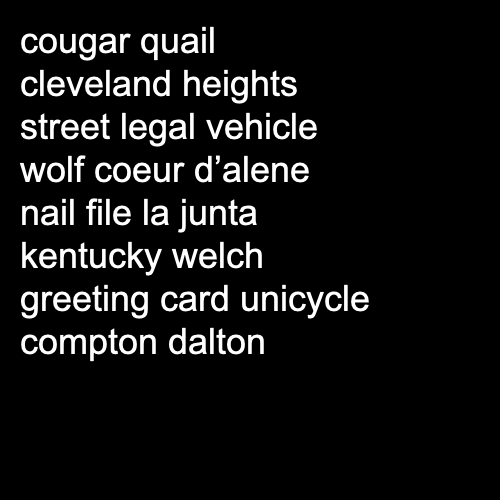 cougar quail
cleveland heights
street legal vehicle
wolf coeur d’alene
nail file la junta
kentucky welch
greeting card unicycle
compton dalton